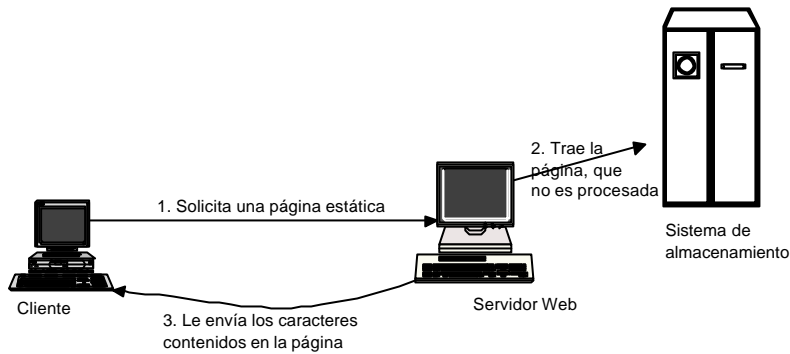 2. Trae la
página, que
no es procesada
1. Solicita una página estática
Sistema de
almacenamiento
Cliente
Servidor Web
3. Le envía los caracteres
contenidos en la página